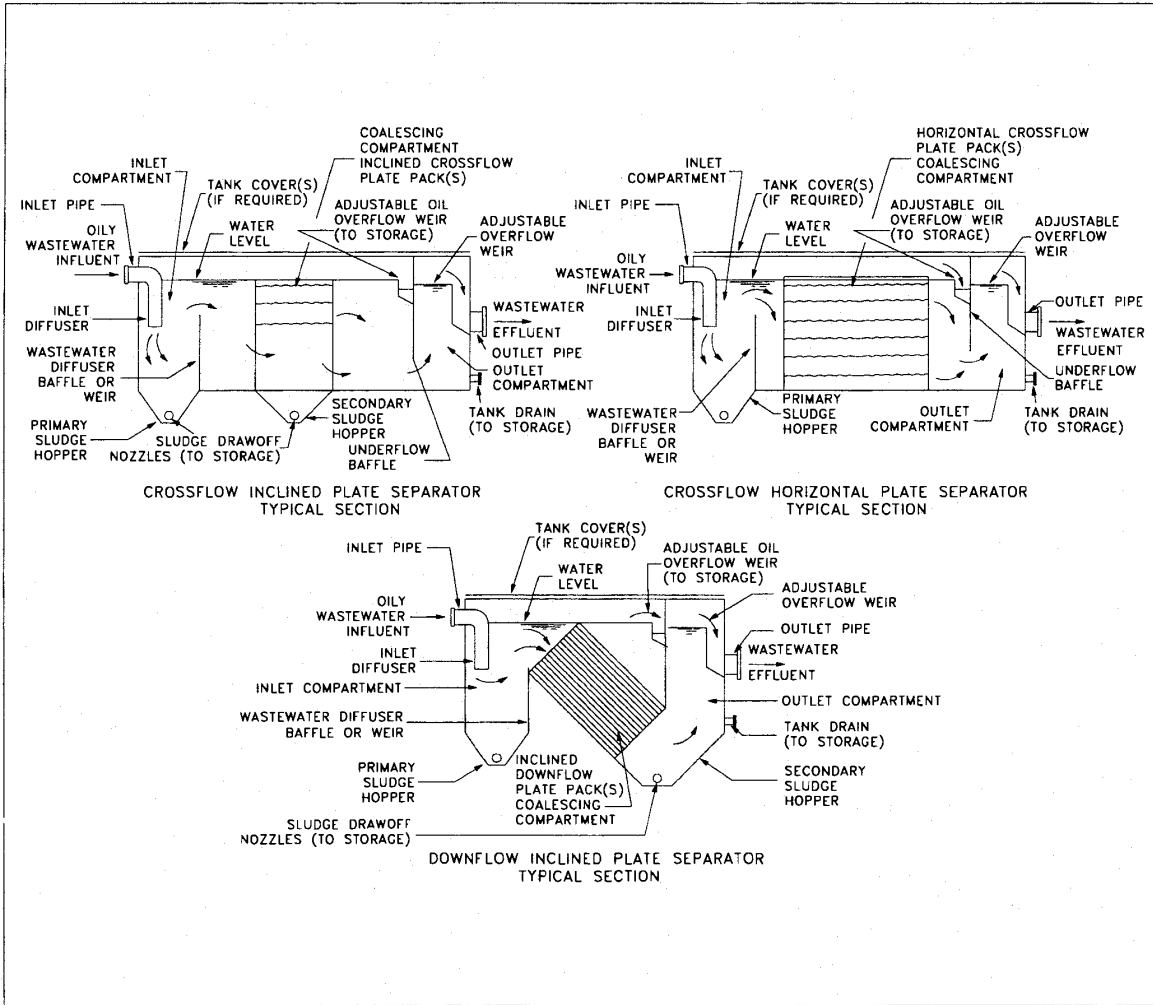 COALESCING
COMPARTMENT
INCLINED CROSSFLOW
PLATE PACK(S)
INLET
COMPARTMENT
TANK COVER(S)
(IF REQUIRED)
INLET PIPE
ADJUSTABLE OIL
OVERFLOW WEIR
(TO STORAGE)
WATER
LEVEL
ADJUSTABLE
OVERFLOW
WEIR
OILY
WASTEWATER
INFLUENT
INLET
DIFFUSER
WASTEWATER
DIFFUSER
BAFFLE OR
WEIR
WASTEWATER
EFFLUENT
OUTLET PIPE
OUTLET
COMPARTMENT
PRIMARY
SLUDGE
HOPPER
SLUDGE DRAWOFF
NOZZLES (TO STORAGE)
SECONDARY
SLUDGE
HOPPER
UNDERFLOW
BAFFLE
TANK DRAIN
(TO STORAGE)
CROSSFLOW INCLINED PLATE SEPARATOR
TYPICAL SECTION
HORIZONTAL CROSSFLOW
PLATE PACK(S)
COALESCING
COMPARTMENT
INLET
COMPARTMENT
TANK COVER(S)
(IF REQUIRED)
INLET PIPE
ADJUSTABLE OIL
OVERFLOW WEIR
(TO STORAGE)
WATER
LEVEL
ADJUSTABLE
OVERFLOW
WEIR
OILY
WASTEWATER
INFLUENT
INLET
DIFFUSER
OUTLET PIPE
WASTEWATER
EFFLUENT
UNDERFLOW
BAFFLE
WASTEWATER
DIFFUSER
BAFFLE OR
WEIR
PRIMARY
SLUDGE
HOPPER
OUTLET
COMPARTMENT
TANK DRAIN
(TO STORAGE)
CROSSFLOW HORIZONTAL PLATE SEPARATOR
TYPICAL SECTION
TANK COVER(S)
(IF REQUIRED)
INLET PIPE
WATER
LEVEL
ADJUSTABLE OIL
OVERFLOW WEIR
(TO STORAGE)
ADJUSTABLE
OVERFLOW WEIR
OILY
WASTEWATER
INFLUENT
OUTLET PIPE
WASTEWATER
EFFLUENT
INLET
DIFFUSER
INLET COMPARTMENT
OUTLET COMPARTMENT
WASTEWATER DIFFUSER
BAFFLE OR WEIR
TANK DRAIN
(TO STORAGE)
PRIMARY
SLUDGE
HOPPER
INCLINED
DOWNFLOW
PLATE PACK(S)
COALESCING
COMPARTMENT
SECONDARY
SLUDGE
HOPPER
SLUDGE DRAWOFF
NOZZLES (TO STORAGE)
DOWNFLOW INCLINED PLATE SEPARATOR
TYPICAL SECTION